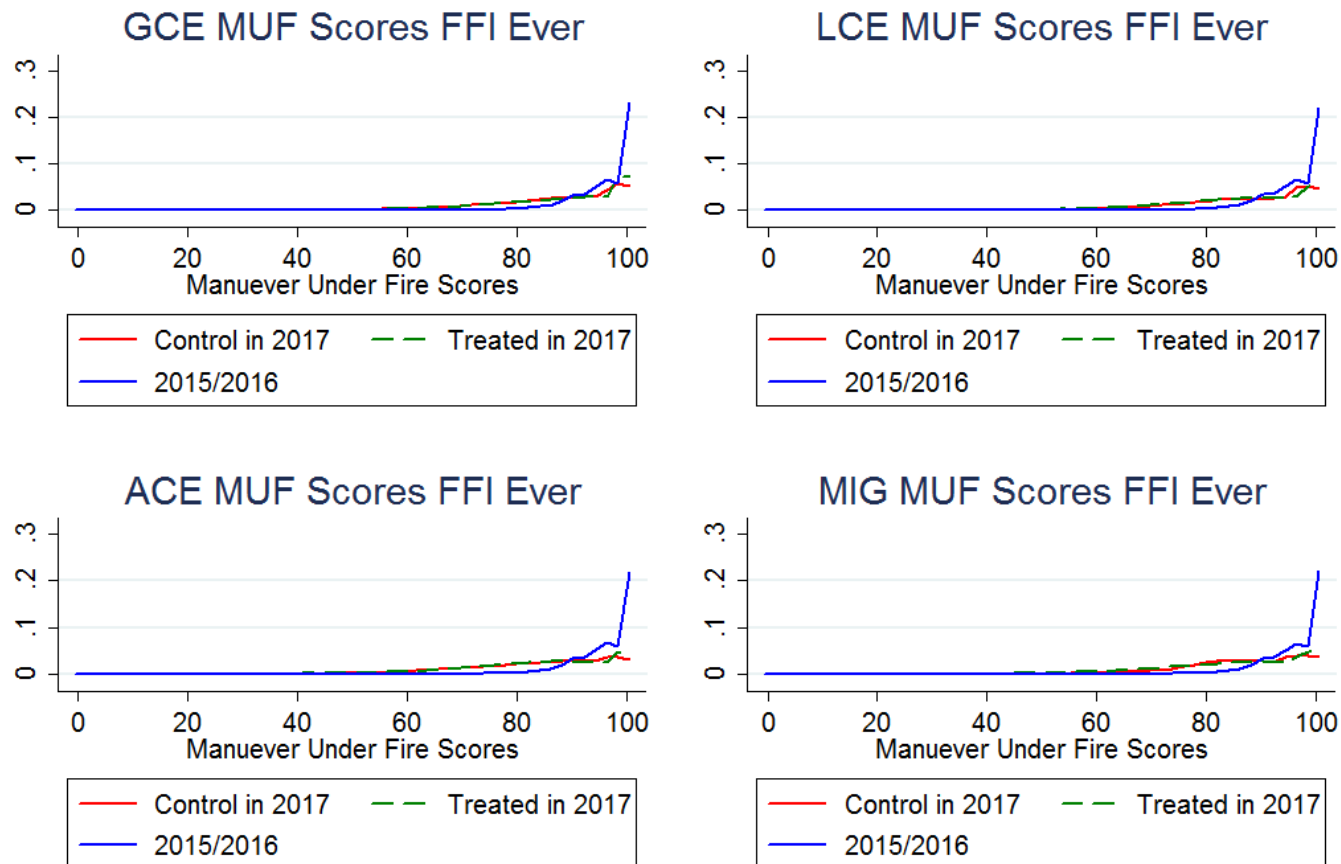 GCE MUF Scores FFI Ever
.3
.2
.1
0
0 20 40 60 80 100
Manuever Under Fire Scores
Control in 2017 Treated in 2017
2015/2016
LCE MUF Scores FFI Ever
.3
.2
.1
0
0 20 40 60 80 100
Manuever Under Fire Scores
Control in 2017 Treated in 2017
2015/2016
ACE MUF Scores FFI Ever
.3
.2
.1
0
0 20 40 60 80 100
Manuever Under Fire Scores
Control in 2017 Treated in 2017
2015/2016
MIG MUF Scores FFI Ever
.3
.2
.1
0
0 20 40 60 80 100
Manuever Under Fire Scores
Control in 2017 Treated in 2017
2015/2016